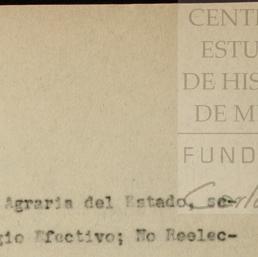 CENT
ESTU
DE HIS
DE M
FUND
Agraria del Estado, se-
gio Efectivo; No Reelec-